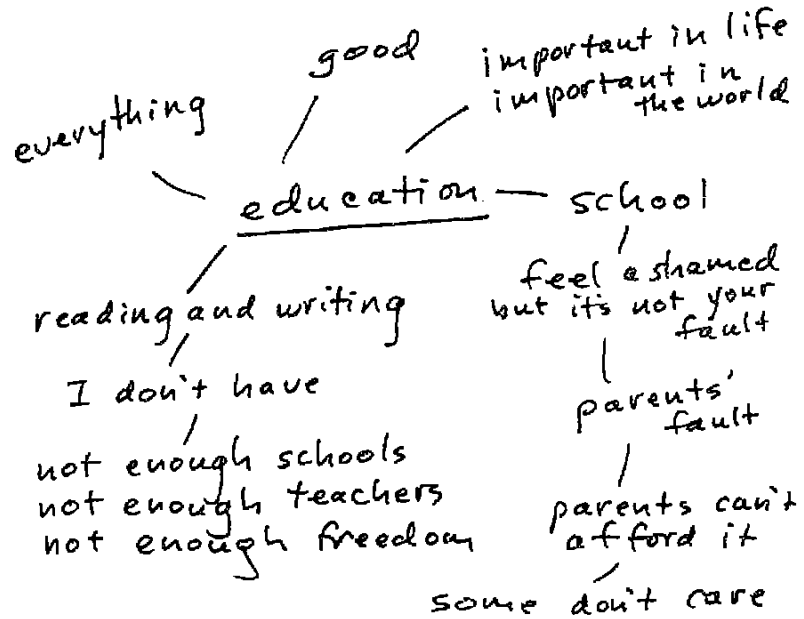 good
important in life
important in
the world
everything
education
school
feel ashamed
but it's not your
fault
reading and writing
I don't have
parents'
fault
not enough schools
not enough teachers
not enough freedom
parents can't
afford it
some don't care